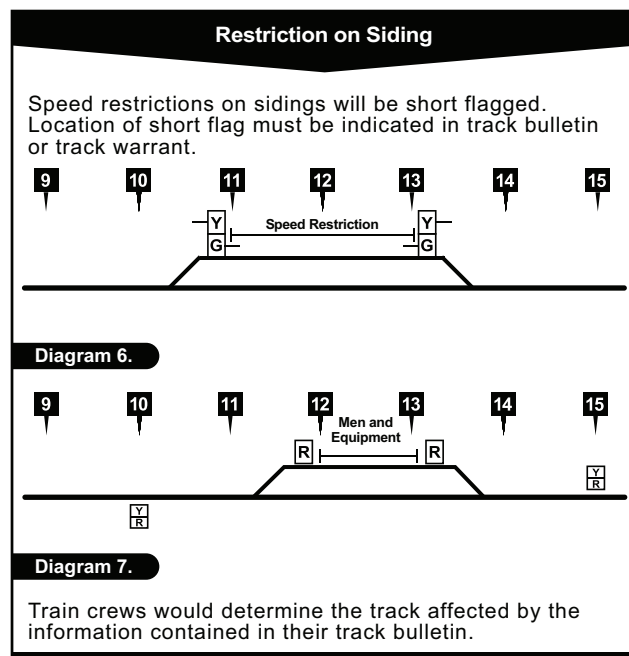 Restriction on Siding
Speed restrictions on sidings will be short flagged.
Location of short flag must be indicated in track bulletin
or track warrant.
9 10 11 12 13 14 15
Y Speed Restriction Y
G G
Diagram 6.
9 10 11 12 13 14 15
Men and
Equipment
R R
Y
R
Y
R
Diagram 7.
Train crews would determine the track affected by the
information contained in their track bulletin.